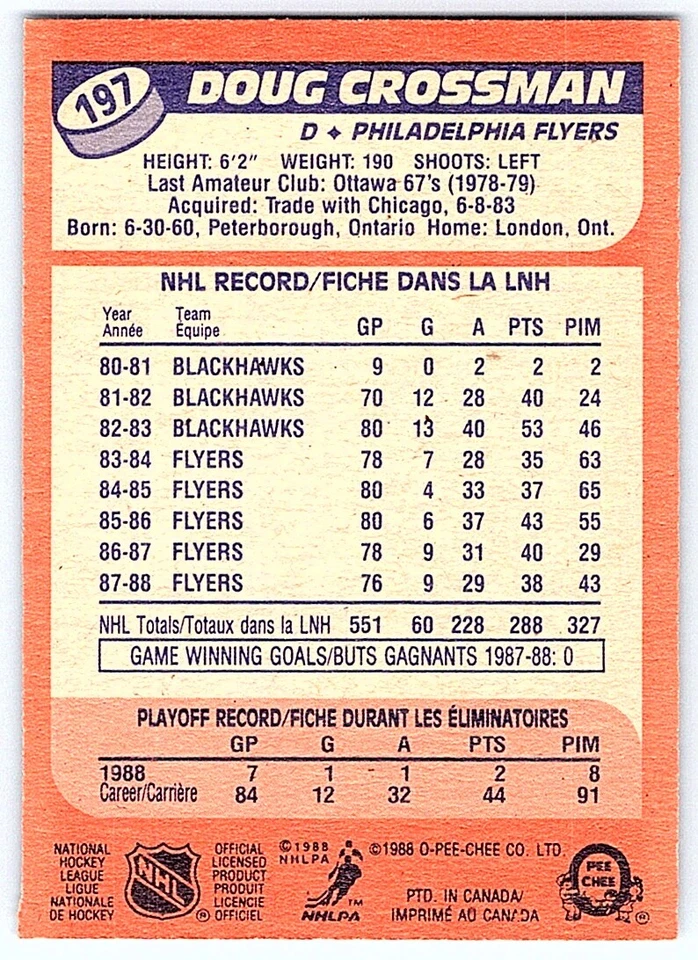 197
DOUG CROSSMAN
D ✦ PHILADELPHIA FLYERS
HEIGHT: 6'2" WEIGHT: 190 SHOOTS: LEFT
Last Amateur Club: Ottawa 67's (1978-79)
Acquired: Trade with Chicago, 6-8-83
Born: 6-30-60, Peterborough, Ontario Home: London, Ont.
NHL RECORD/FICHE DANS LA LNH
Year Team
Année Équipe GP G A PTS PIM
80-81 BLACKHAWKS 9 0 2 2 2
81-82 BLACKHAWKS 70 12 28 40 24
82-83 BLACKHAWKS 80 13 40 53 46
83-84 FLYERS 78 7 28 35 63
84-85 FLYERS 80 4 33 37 65
85-86 FLYERS 80 6 37 43 55
86-87 FLYERS 78 9 31 40 29
87-88 FLYERS 76 9 29 38 43
NHL Totals/Totaux dans la LNH 551 60 228 288 327
GAME WINNING GOALS/BUTS GAGNANTS 1987-88: 0
PLAYOFF RECORD/FICHE DURANT LES ÉLIMINATOIRES
GP G A PTS PIM
1988 7 1 1 2 8
Career/Carrière 84 12 32 44 91
NATIONAL
HOCKEY
LEAGUE
LIGUE
NATIONALE
DE HOCKEY
NHL
®
OFFICIAL
LICENSED
PRODUCT
PRODUIT
LICENCIE
OFFICIEL
©1988
NHLPA
NHLPA
™
©1988 O-PEE-CHEE CO. LTD.
PTD. IN CANADA/
IMPRIMÉ AU CANADA
O
PEE
CHEE
®